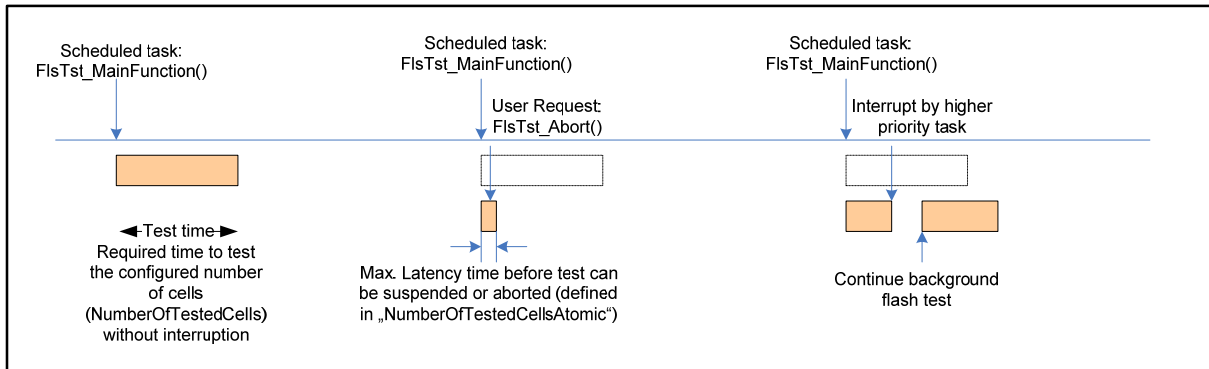 Scheduled task:
FlsTst_MainFunction()
Scheduled task:
FlsTst_MainFunction()
User Request:
FlsTst_Abort()
Scheduled task:
FlsTst_MainFunction()
Interrupt by higher
priority task
Test time
Required time to test
the configured number
of cells
(NumberOfTestedCells)
without interruption
Max. Latency time before test can
be suspended or aborted (defined
in „NumberOfTestedCellsAtomic“)
Continue background
flash test